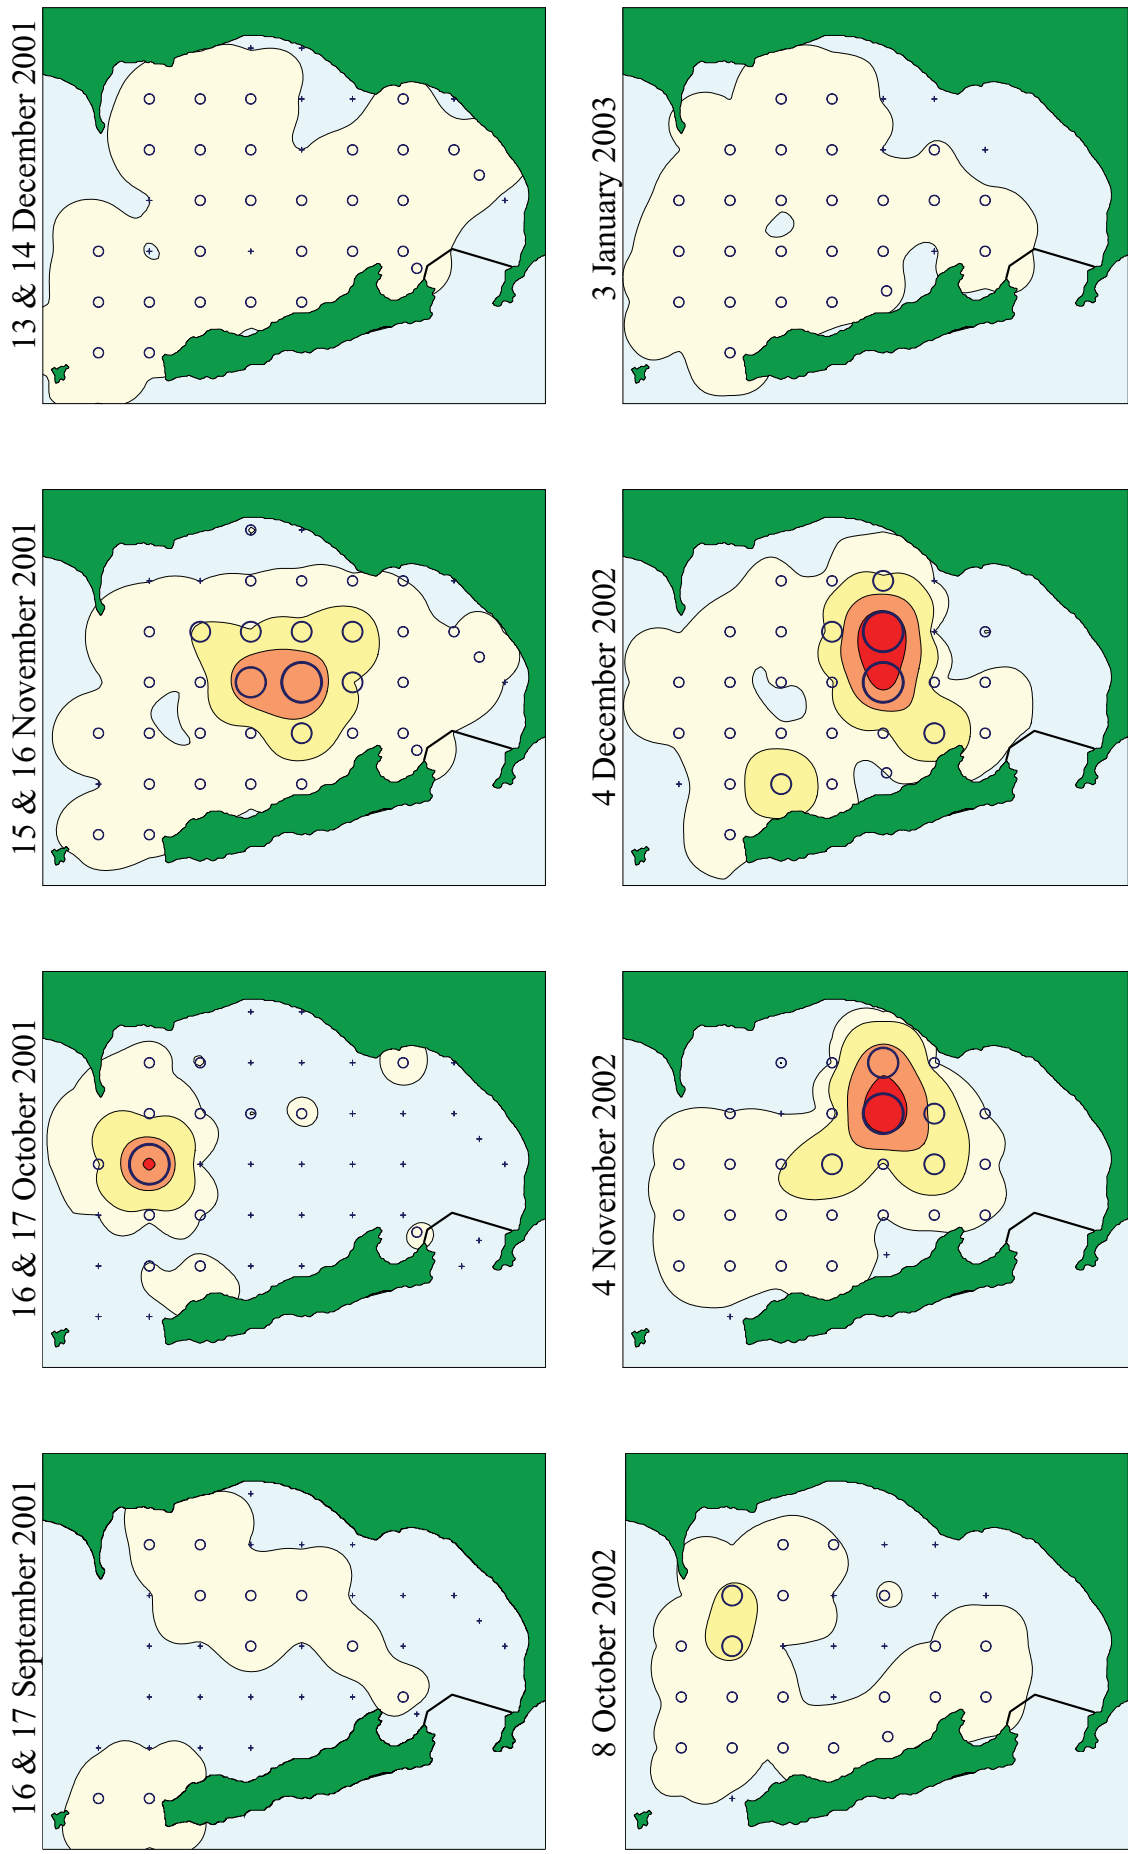 16 & 17 September 2001
16 & 17 October 2001
15 & 16 November 2001
13 & 14 December 2001
8 October 2002
4 November 2002
4 December 2002
3 January 2003